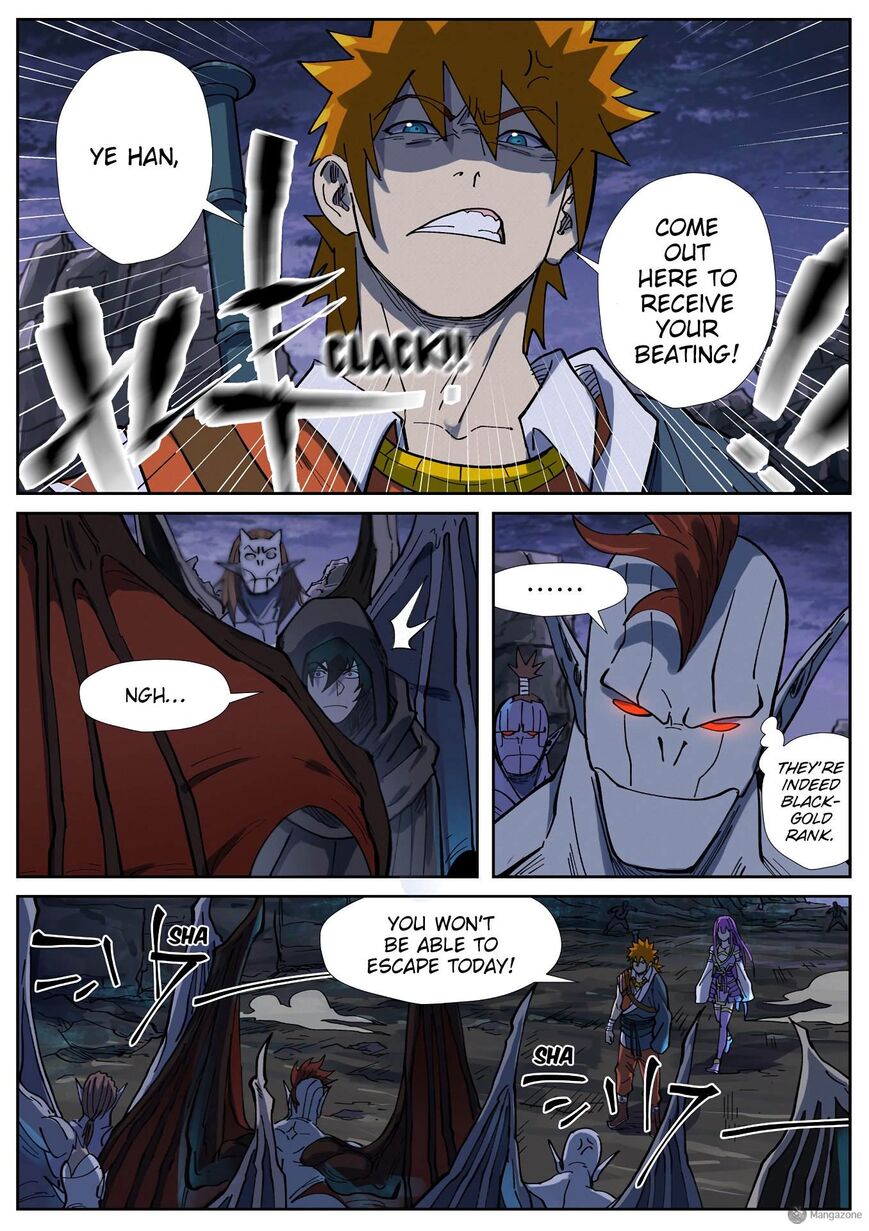 YE HAN,
COME
OUT
HERE TO
RECEIVE
YOUR
BEATING!
CLACK!!
NGH...
......
THEY'RE
INDEED
BLACK-
GOLD
RANK.
SHA
YOU WON'T
BE ABLE TO
ESCAPE TODAY!
SHA
Mangazone